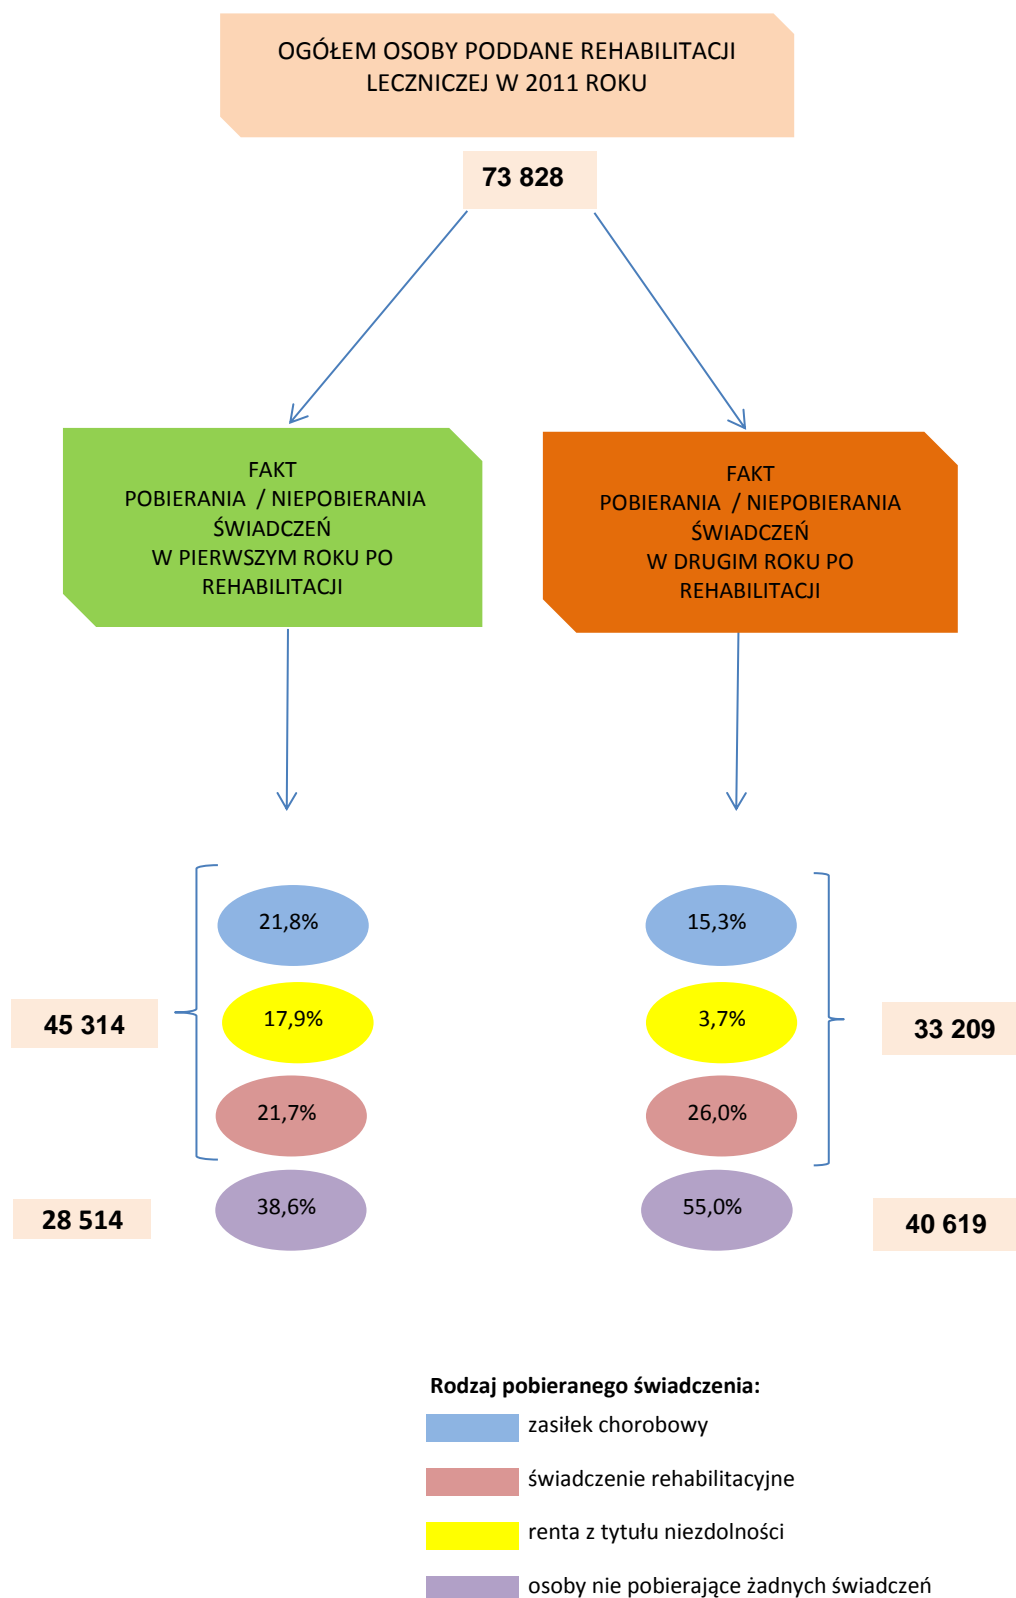 OGÓŁEM OSOBY PODDANE REHABILITACJI
LECZNICZEJ W 2011 ROKU
73 828
FAKT
POBIERANIA / NIEPOBIERANIA
ŚWIADCZEŃ
W PIERWSZYM ROKU PO
REHABILITACJI
FAKT
POBIERANIA / NIEPOBIERANIA
ŚWIADCZEŃ
W DRUGIM ROKU PO
REHABILITACJI
21,8%
15,3%
45 314
17,9%
3,7%
33 209
21,7%
26,0%
28 514
38,6%
55,0%
40 619
Rodzaj pobieranego świadczenia:
zasiłek chorobowy
świadczenie rehabilitacyjne
renta z tytułu niezdolności
osoby nie pobierające żadnych świadczeń